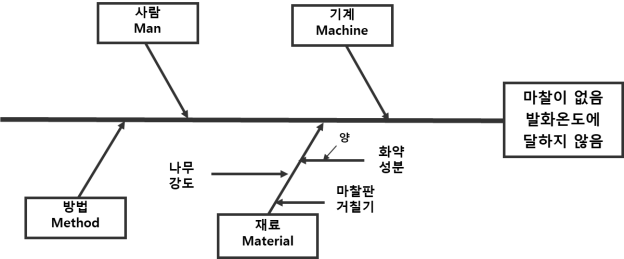 사람
Man
기계
Machine
마찰이 없음
발화온도에
달하지 않음
양
화약
성분
나무
강도
마찰판
거칠기
방법
Method
재료
Material